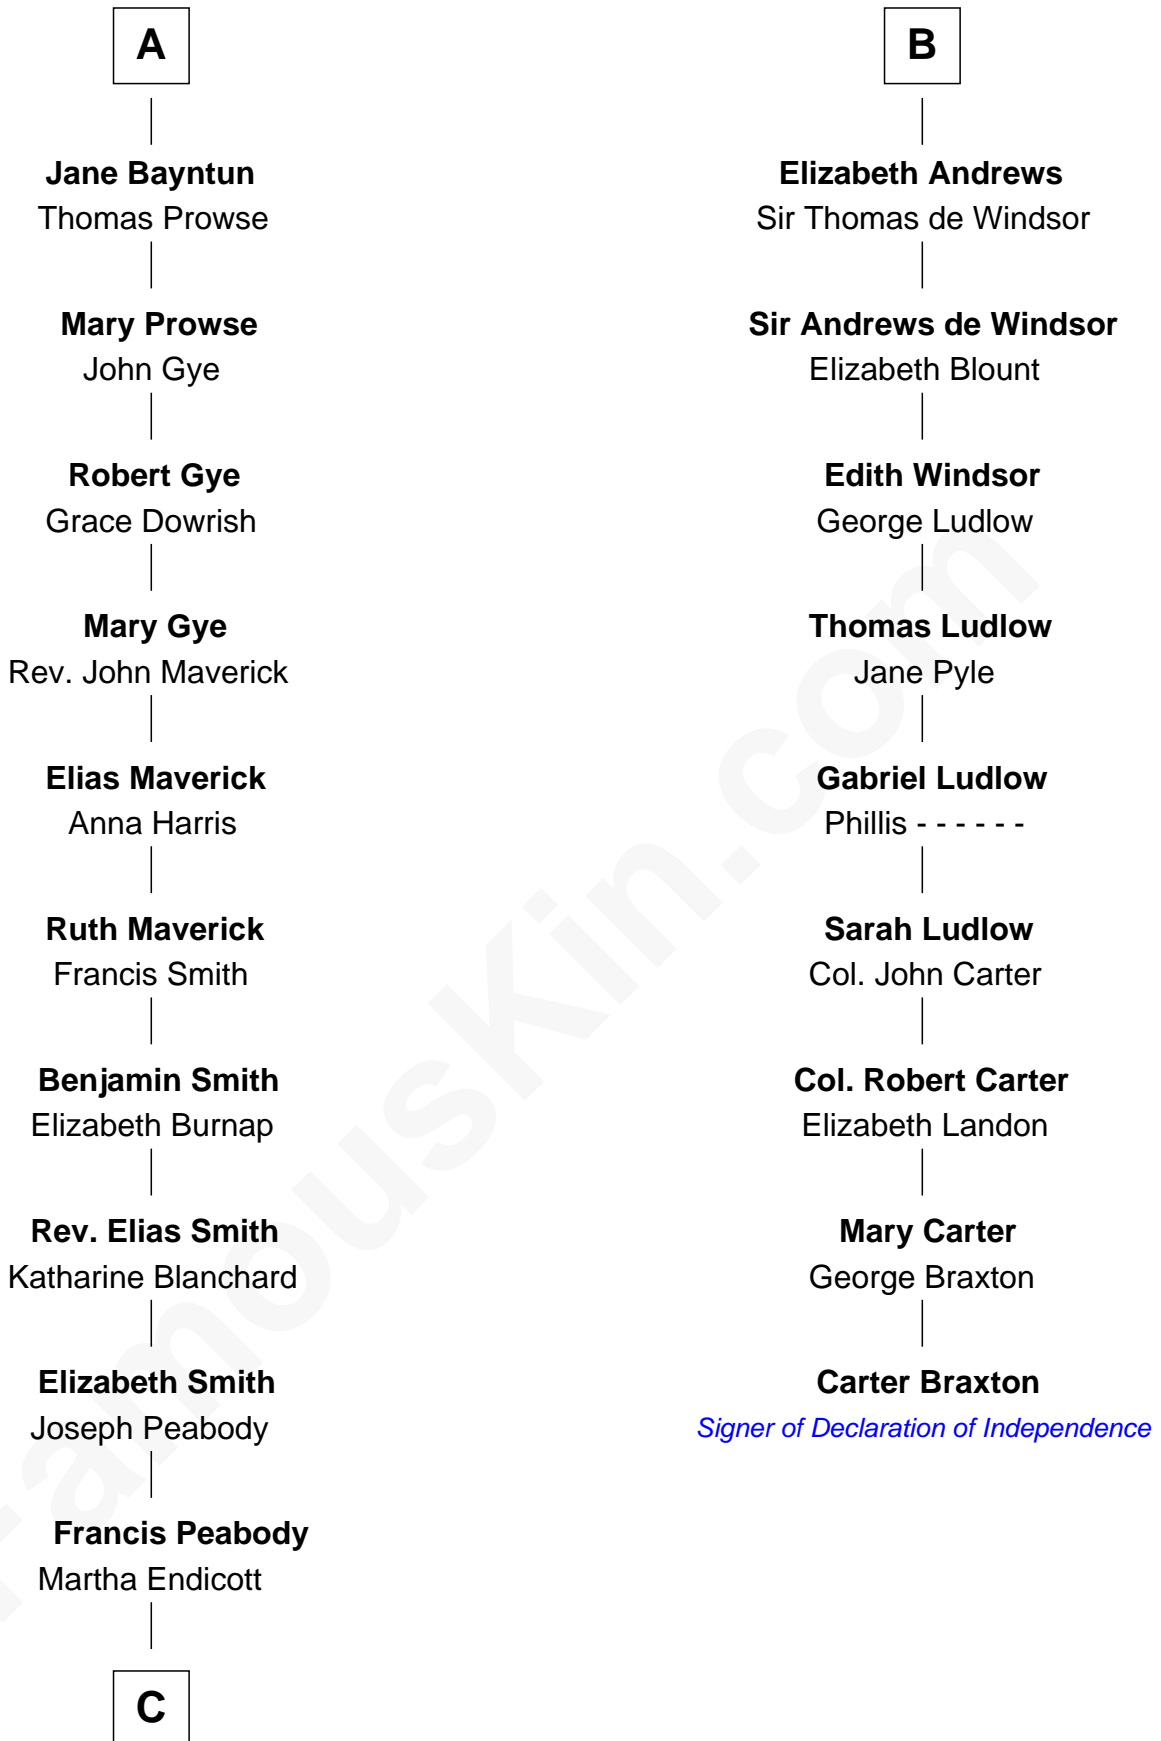 A
Jane Bayntun
Thomas Prowse
Mary Prowse
John Gye
Robert Gye
Grace Dowrish
Mary Gye
Rev. John Maverick
Elias Maverick
Anna Harris
Ruth Maverick
Francis Smith
Benjamin Smith
Elizabeth Burnap
Rev. Elias Smith
Katharine Blanchard
Elizabeth Smith
Joseph Peabody
Francis Peabody
Martha Endicott
C
B
Elizabeth Andrews
Sir Thomas de Windsor
Sir Andrews de Windsor
Elizabeth Blount
Edith Windsor
George Ludlow
Thomas Ludlow
Jane Pyle
Gabriel Ludlow
Phillis - - - - - -
Sarah Ludlow
Col. John Carter
Col. Robert Carter
Elizabeth Landon
Mary Carter
George Braxton
Carter Braxton
Signer of Declaration of Independence
FamousKin.com